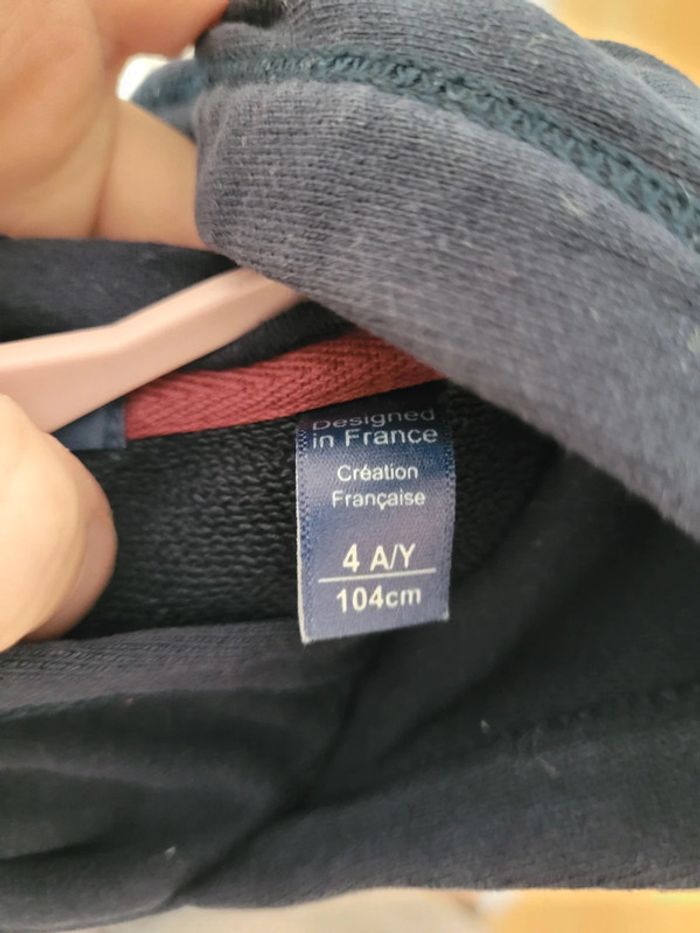 Designed
in France
Création
Française
4 A/Y
104cm